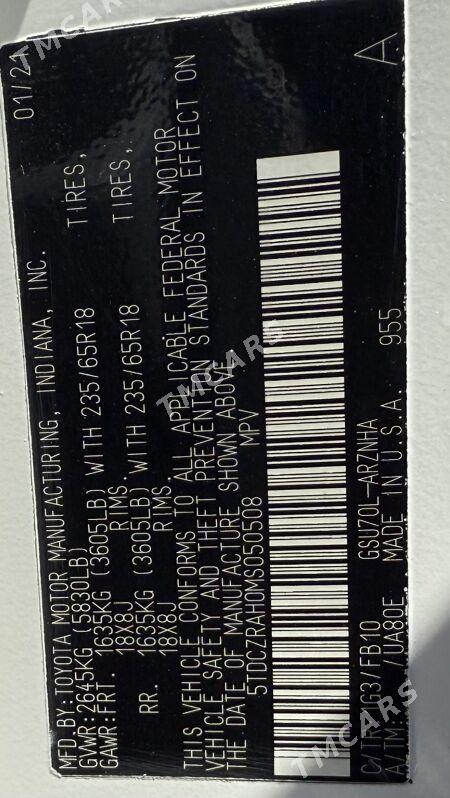 MFD.BY:TOYOTA MOTOR MANUFACTURING, INDIANA, INC. 01/21
GVWR:2645KG (5830LB)
GAWR:FRT. 1635KG (3605LB) WITH 235/65R18 TIRES,
18X8J RIMS
RR. 1635KG (3605LB) WITH 235/65R18 TIRES,
18X8J RIMS
THIS VEHICLE CONFORMS TO ALL APPLICABLE FEDERAL MOTOR
VEHICLE SAFETY AND THEFT PREVENTION STANDARDS IN EFFECT ON
THE DATE OF MANUFACTURE SHOWN ABOVE.
5TDCZRAH0MS050508 MPV
C/TR: 1G3/FB10 GSU70L-ARZNHA
A/TM: /UA80E MADE IN U.S.A. 955
A
TMCARS
TMCARS
TMCARS